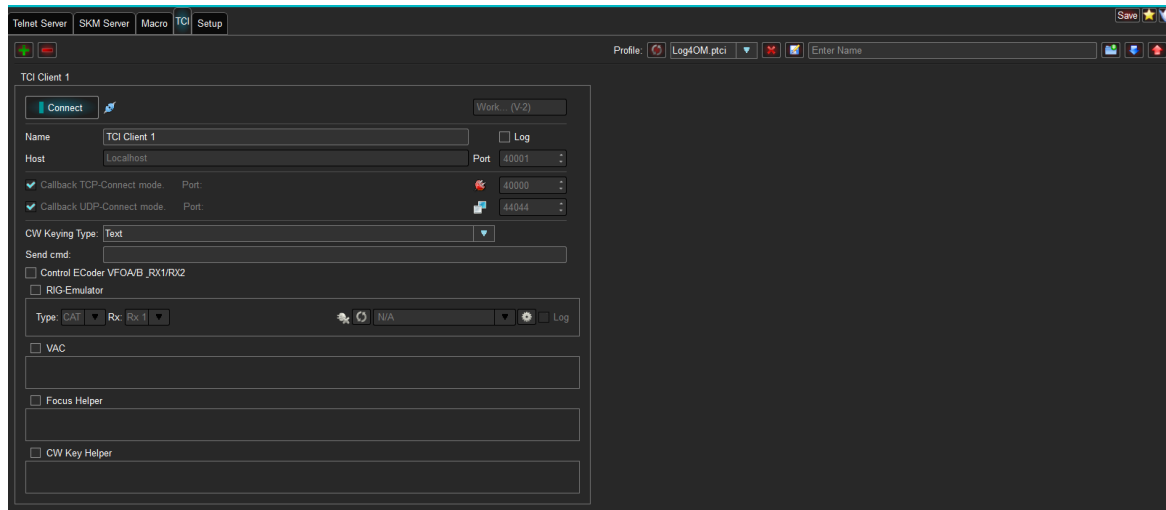 Save
Telnet Server SKM Server Macro TCI Setup
Profile: Log4OM.ptci Enter Name
TCI Client 1
Connect Work... (V-2)
Name TCI Client 1 Log
Host Localhost Port 40001
Callback TCP-Connect mode. Port: 40000
Callback UDP-Connect mode. Port: 44044
CW Keying Type: Text
Send cmd:
Control ECoder VFOA/B _RX1/RX2
RIG-Emulator
Type: CAT Rx: Rx 1 N/A Log
VAC
Focus Helper
CW Key Helper